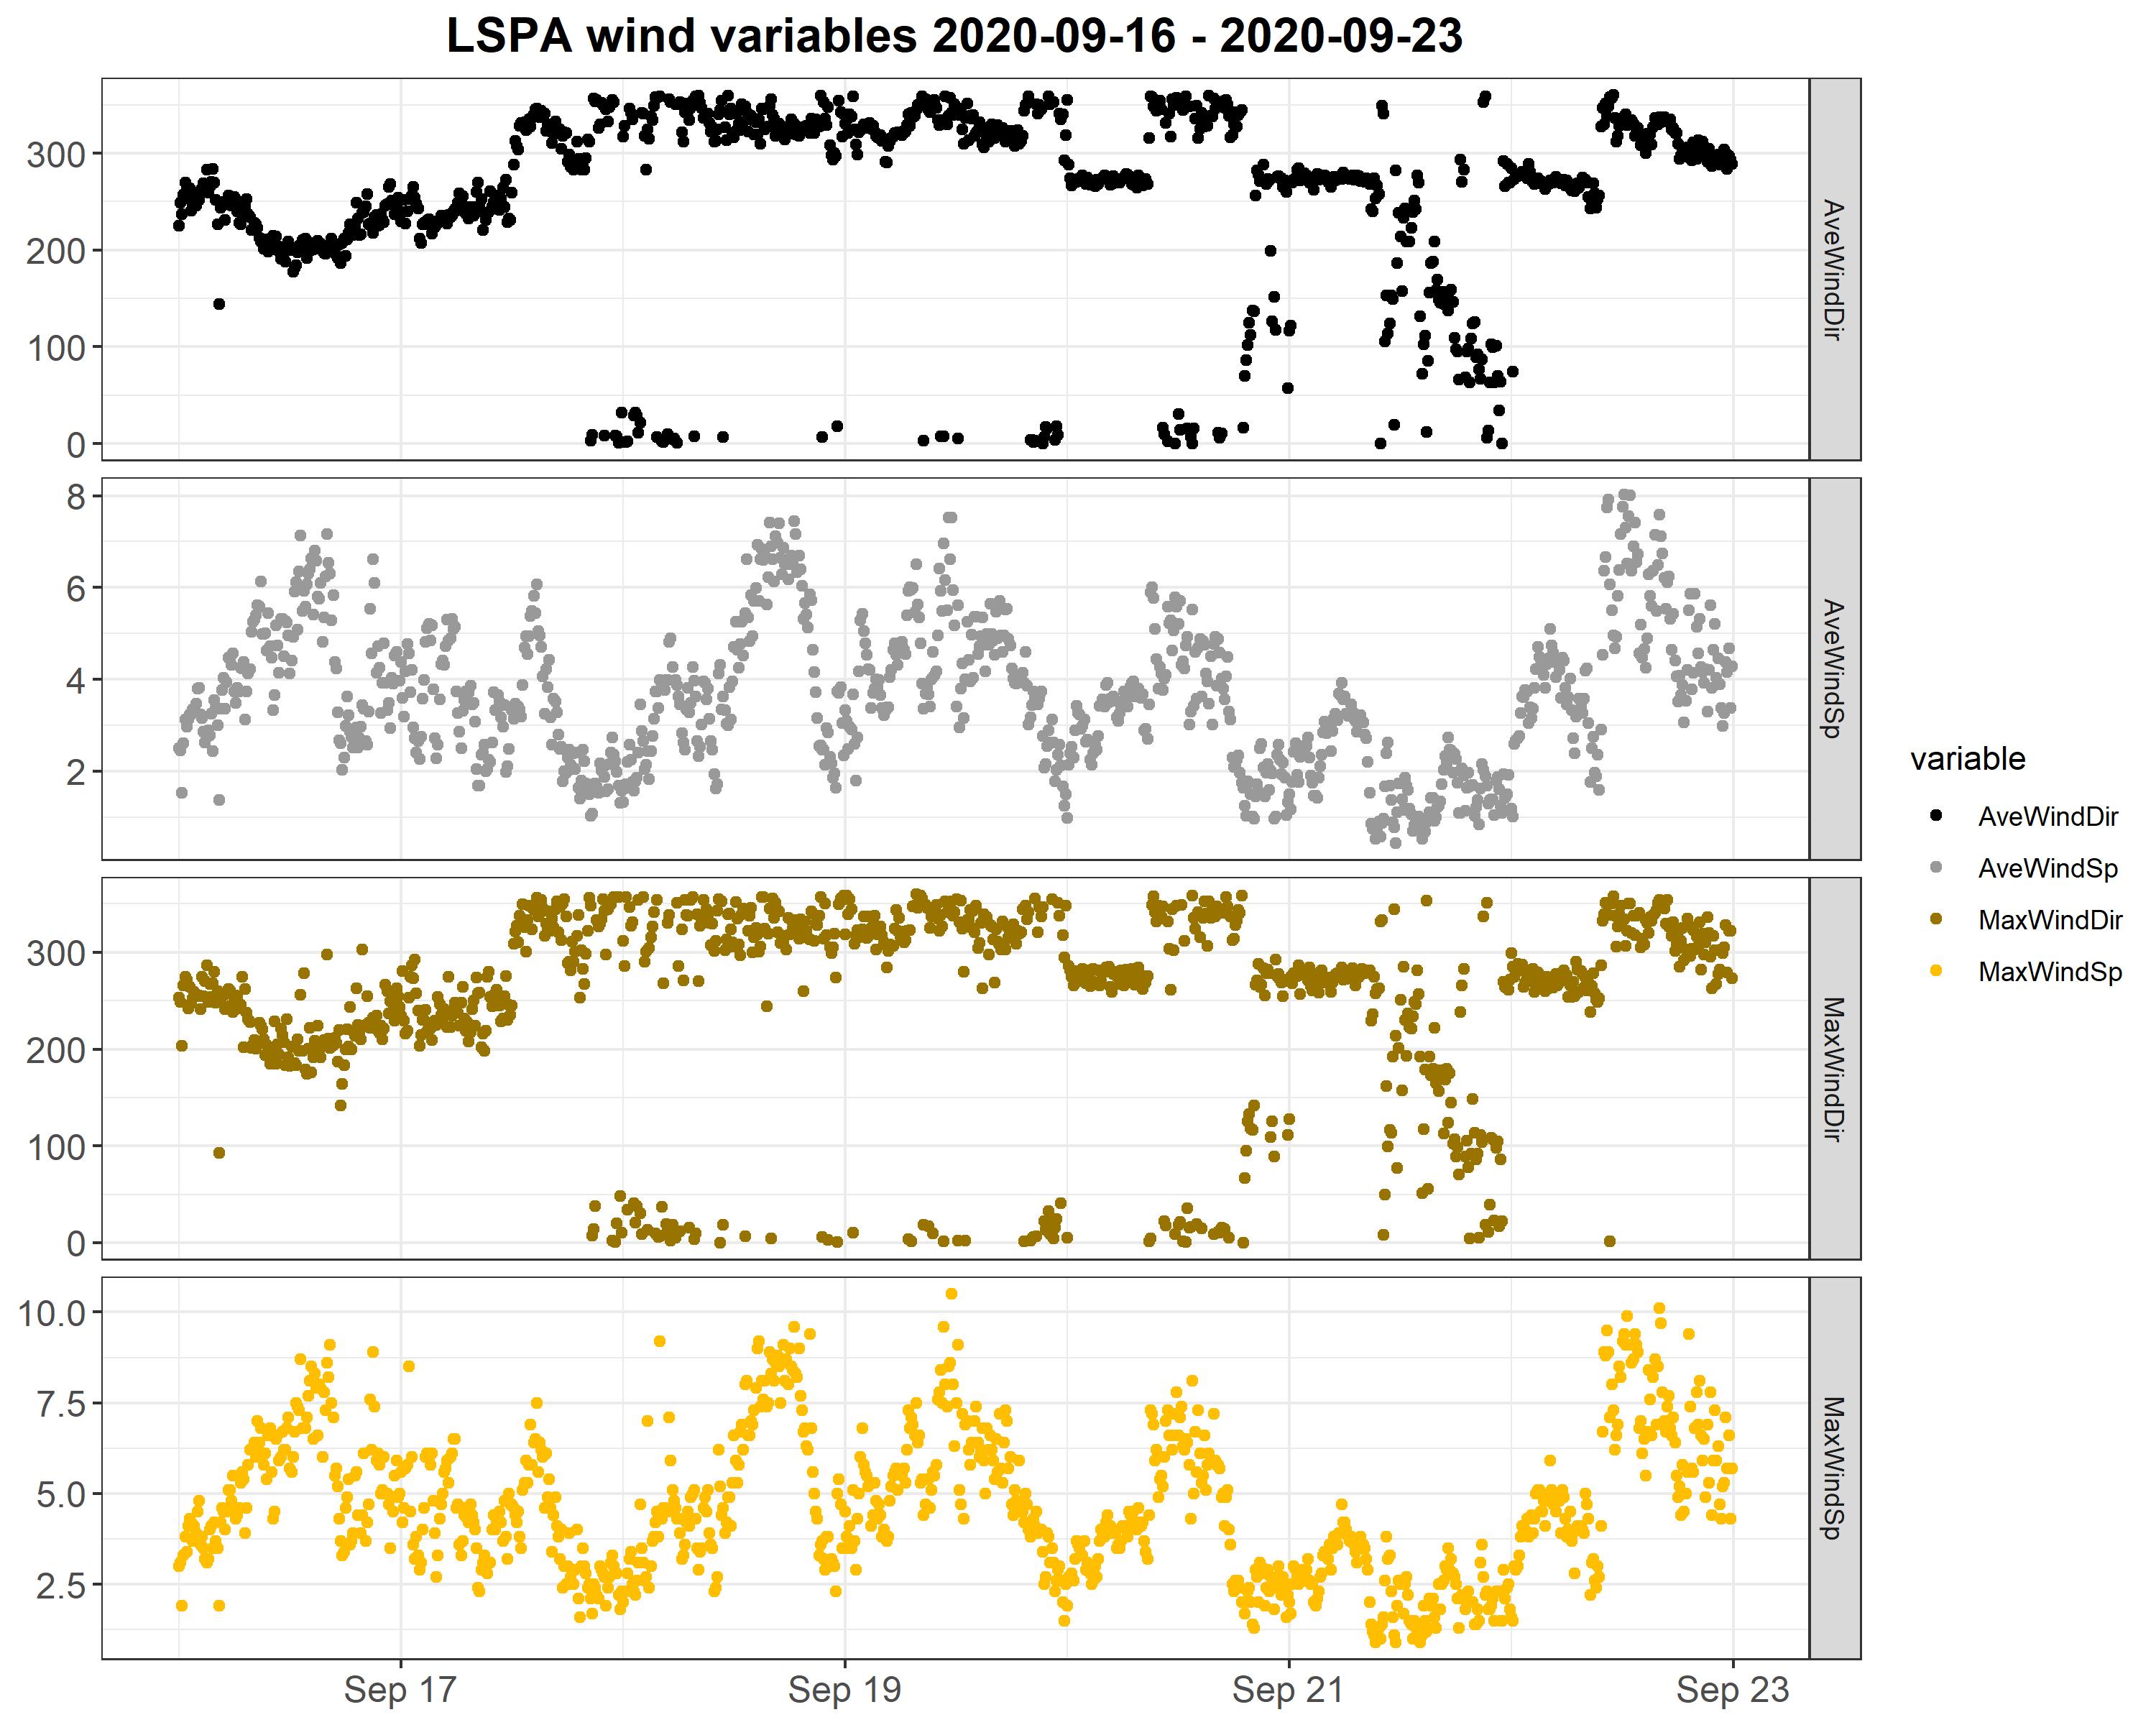 LSPA wind variables 2020-09-16 - 2020-09-23
300
200
100
0
AveWindDir
8
6
4
2
AveWindSp
300
200
100
0
MaxWindDir
10.0
7.5
5.0
2.5
MaxWindSp
Sep 17 Sep 19 Sep 21 Sep 23
variable
AveWindDir
AveWindSp
MaxWindDir
MaxWindSp